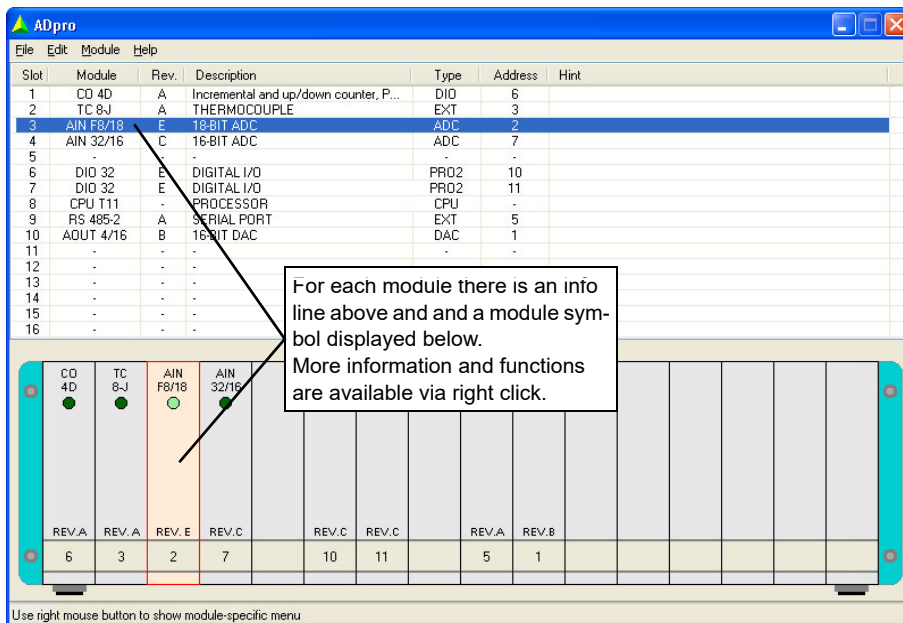 ADpro
File Edit Module Help
Slot Module Rev. Description Type Address Hint
1 CO 4D A Incremental and up/down counter, P... DIO 6
2 TC 8-J A THERMOCOUPLE EXT 3
3 AIN F8/18 E 18-BIT ADC ADC 2
4 AIN 32/16 C 16-BIT ADC ADC 7
5 - - - - -
6 DIO 32 E DIGITAL I/O PRO2 10
7 DIO 32 E DIGITAL I/O PRO2 11
8 CPU T11 - PROCESSOR CPU -
9 RS 485-2 A SERIAL PORT EXT 5
10 AOUT 4/16 B 16-BIT DAC DAC 1
11 - - - - -
12 - - -
13 - - -
14 - - -
15 - - -
16 - - -
For each module there is an info
line above and and a module sym-
bol displayed below.
More information and functions
are available via right click.
CO TC AIN AIN
4D 8-J F8/18 32/16
REV.A REV. A REV. E REV.C REV.C REV.C REV.A REV.B
6 3 2 7 10 11 5 1
Use right mouse button to show module-specific menu